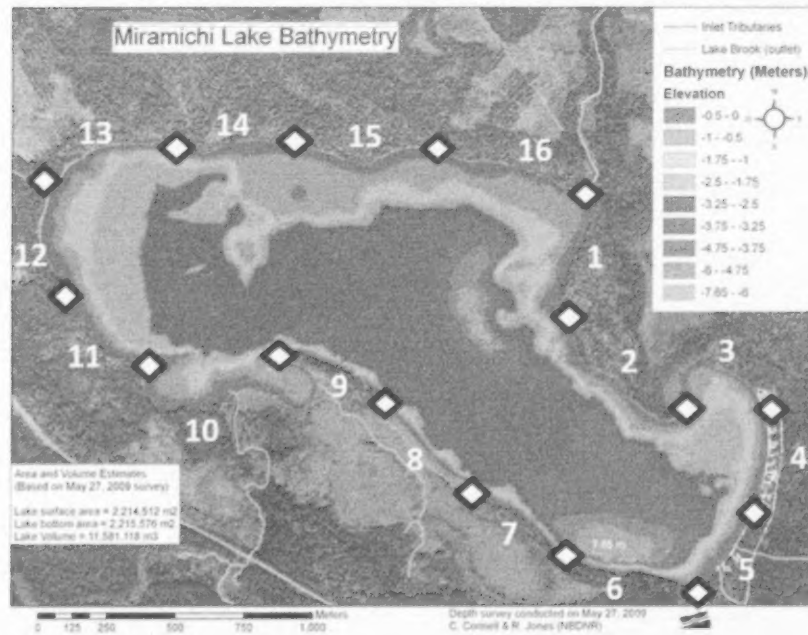 Miramichi Lake Bathymetry
Inlet Tributaries
Lake Brook (outlet)
Bathymetry (Meters)
Elevation
-0.5 - 0
-1 - -0.5
-1.75 - -1
-2.5 - -1.75
-3.25 - -2.5
-3.75 - -3.25
-4.75 - -3.75
-6 - -4.75
-7.65 - -6
13
14
15
16
12
1
11
2
3
10
9
8
4
7
7.65 m
6
5
Area and Volume Estimates
(Based on May 27, 2009 survey)
Lake surface area = 2,214,512 m2
Lake bottom area = 2,215,576 m2
Lake Volume = 11,581,118 m3
Meters
0 125 250 500 750 1,000
Depth survey conducted on May 27, 2009
C. Connell & R. Jones (NBDNR)